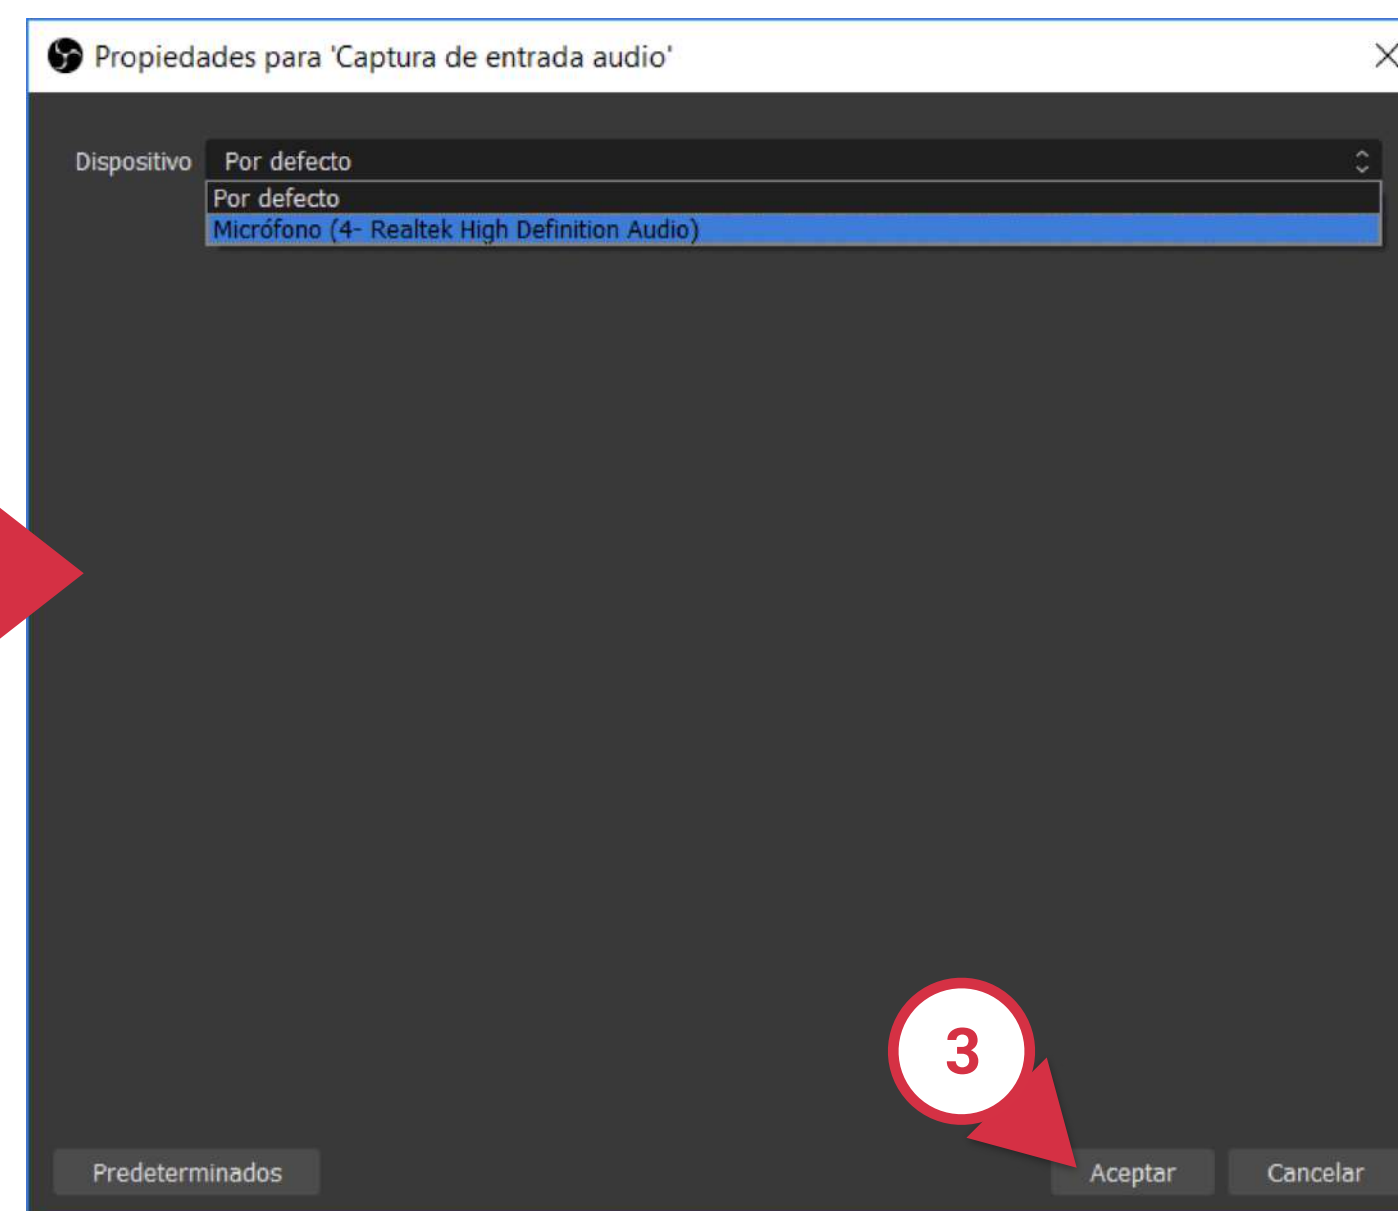 Propiedades para 'Captura de entrada audio'
Dispositivo Por defecto
Por defecto
Micrófono (4- Realtek High Definition Audio)
3
Predeterminados Aceptar Cancelar